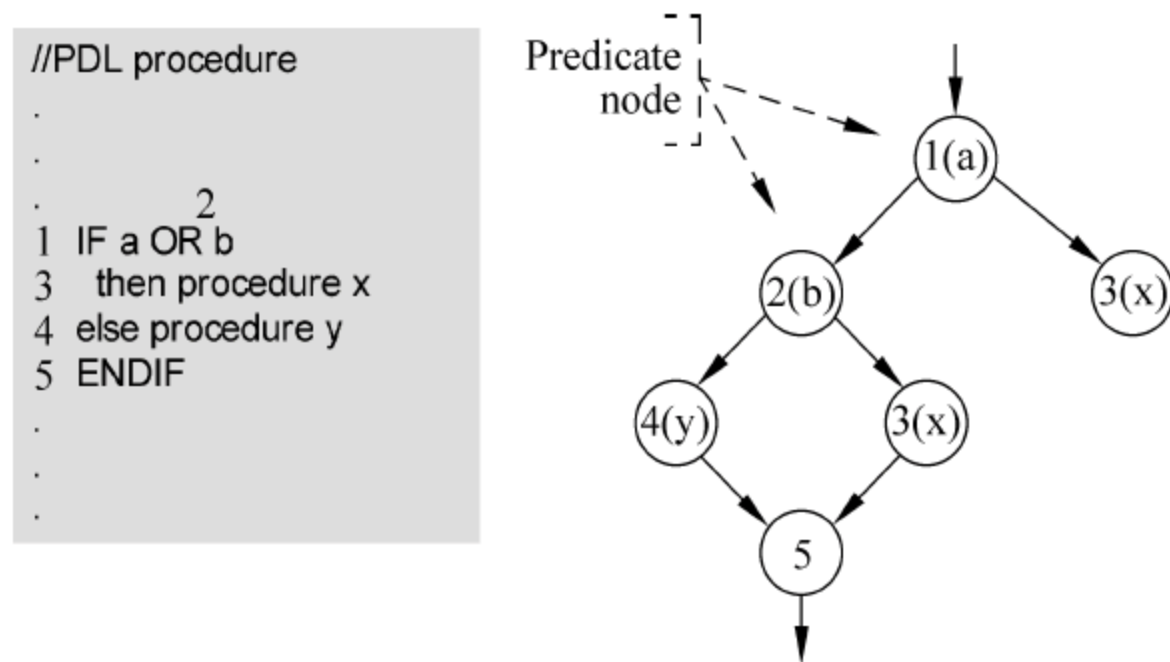 //PDL procedure
.
.
.
2
1 IF a OR b
3 then procedure x
4 else procedure y
5 ENDIF
.
.
.
Predicate
node
1(a)
2(b)
3(x)
4(y)
3(x)
5